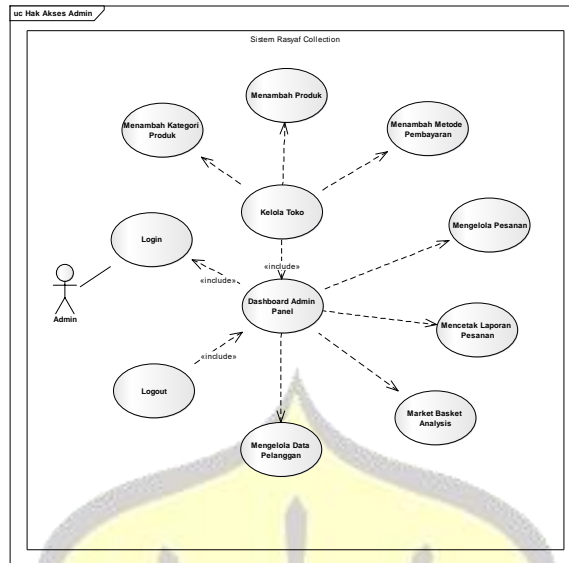 uc Hak Akses Admin
Sistem Rasyaf Collection
Menambah Produk
Menambah Kategori
Produk
Menambah Metode
Pembayaran
Kelola Toko
Mengelola Pesanan
Login
«include»
«include»
Dashboard Admin
Panel
Admin
Mencetak Laporan
Pesanan
«include»
Logout
Market Basket
Analysis
Mengelola Data
Pelanggan